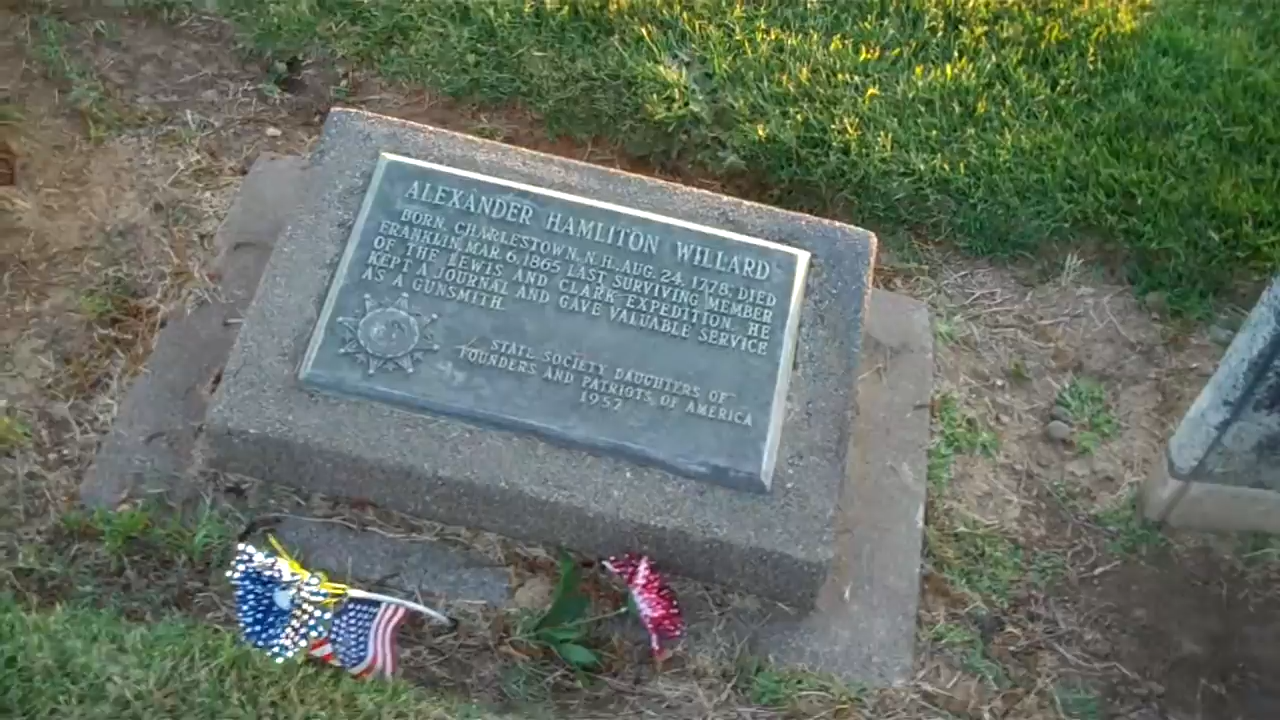 ALEXANDER HAMLITON WILLARD
BORN, CHARLESTOWN, N.H., AUG. 24, 1778; DIED
FRANKLIN, MAR. 6, 1865 LAST SURVIVING MEMBER
OF THE LEWIS AND CLARK EXPEDITION. HE
KEPT A JOURNAL AND GAVE VALUABLE SERVICE
AS A GUNSMITH.
STATE SOCIETY DAUGHTERS OF
FOUNDERS AND PATRIOTS OF AMERICA
1957